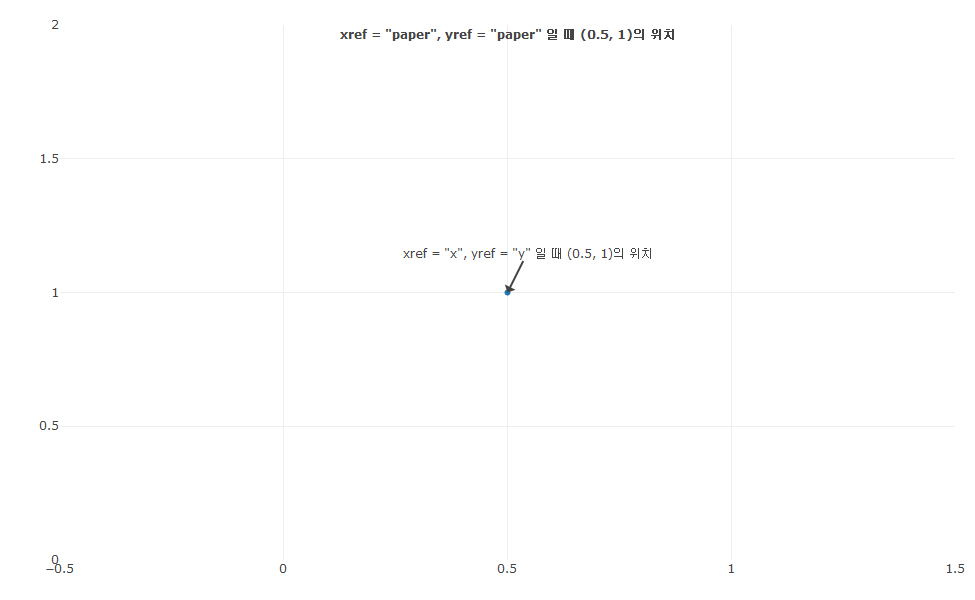 2
xref = "paper", yref = "paper" 일 때 (0.5, 1)의 위치
1.5
xref = "x", yref = "y" 일 때 (0.5, 1)의 위치
1
0.5
0
−0.5 0 0.5 1 1.5